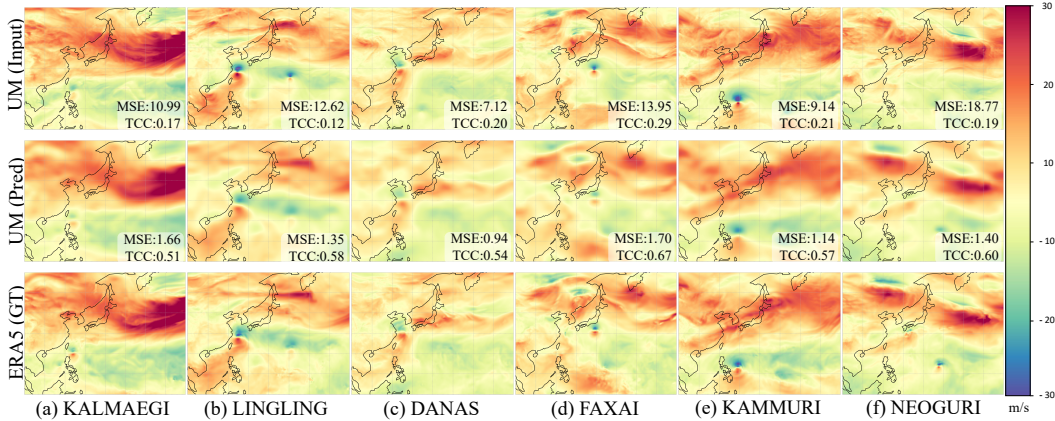 UM (Input)
MSE:10.99
TCC:0.17
MSE:12.62
TCC:0.12
MSE:7.12
TCC:0.20
MSE:13.95
TCC:0.29
MSE:9.14
TCC:0.21
MSE:18.77
TCC:0.19
UM (Pred)
MSE:1.66
TCC:0.51
MSE:1.35
TCC:0.58
MSE:0.94
TCC:0.54
MSE:1.70
TCC:0.67
MSE:1.14
TCC:0.57
MSE:1.40
TCC:0.60
ERA5 (GT)
(a) KALMAEGI
(b) LINGLING
(c) DANAS
(d) FAXAI
(e) KAMMURI
(f) NEOGURI
30
20
10
- 10
- 20
- 30
m/s